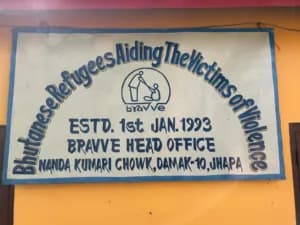 Bhutanese Refugees Aiding The Victims of Violence
bravve
ESTD. 1st JAN. 1993
BRAVVE HEAD OFFICE
NANDA KUMARI CHOWK, DAMAK-10, JHAPA